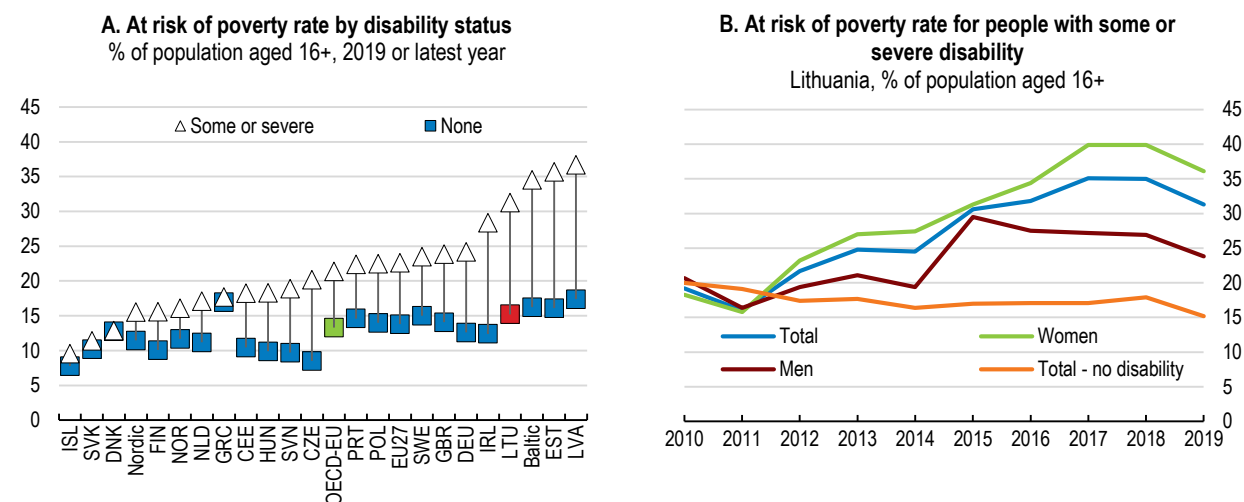 A. At risk of poverty rate by disability status
% of population aged 16+, 2019 or latest year
45
40
35
30
25
20
15
10
5
0
Some or severe
None
ISL
SVK
DNK
Nordic
FIN
NOR
NLD
GRC
CEE
HUN
SVN
CZE
OECD-EU
PRT
POL
EU27
SWE
GBR
DEU
IRL
LTU
Baltic
EST
LVA
B. At risk of poverty rate for people with some or
severe disability
Lithuania, % of population aged 16+
45
40
35
30
25
20
15
10
5
0
Total
Women
Men
Total - no disability
2010
2011
2012
2013
2014
2015
2016
2017
2018
2019